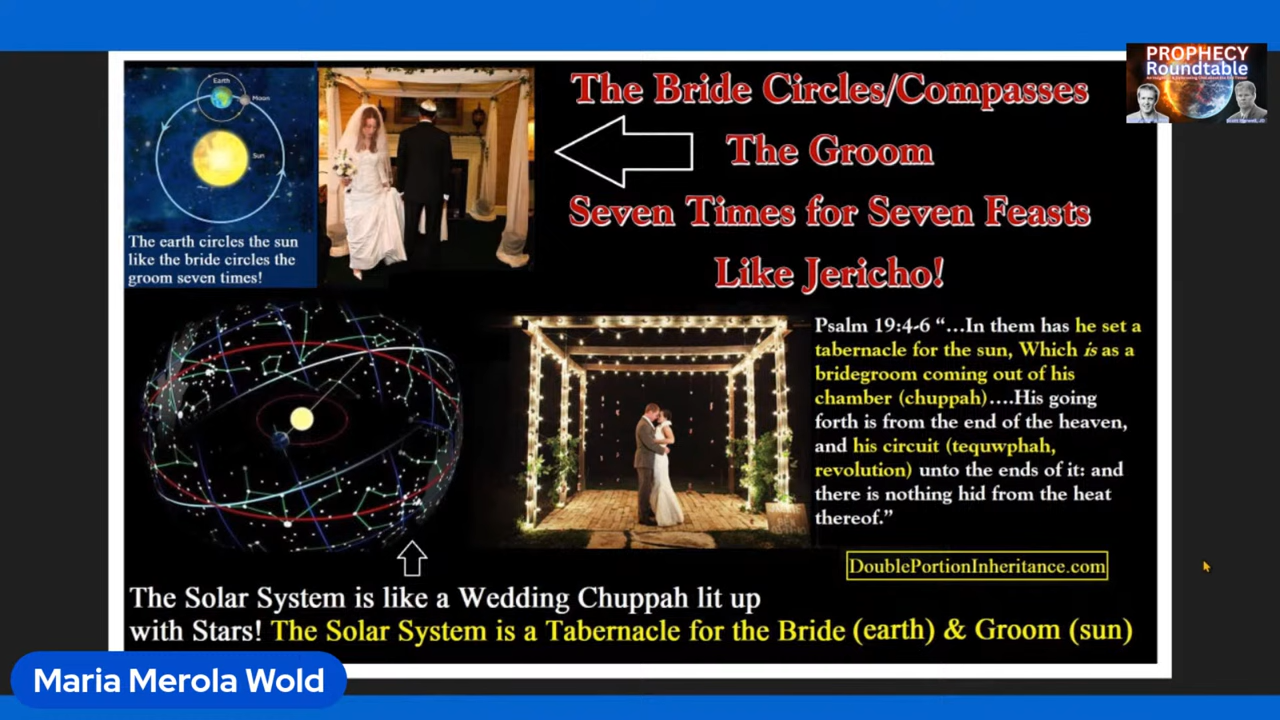 PROPHECY
Roundtable
Earth
Moon
Sun
The earth circles the sun
like the bride circles the
groom seven times!
The Bride Circles/Compasses
The Groom
Seven Times for Seven Feasts
Like Jericho!
Psalm 19:4-6 “…In them has he set a
tabernacle for the sun, Which is as a
bridegroom coming out of his
chamber (chuppah)….His going
forth is from the end of the heaven,
and his circuit (tequwphah,
revolution) unto the ends of it: and
there is nothing hid from the heat
thereof.”
DoublePortionInheritance.com
The Solar System is like a Wedding Chuppah lit up
with Stars! The Solar System is a Tabernacle for the Bride (earth) & Groom (sun)
Maria Merola Wold